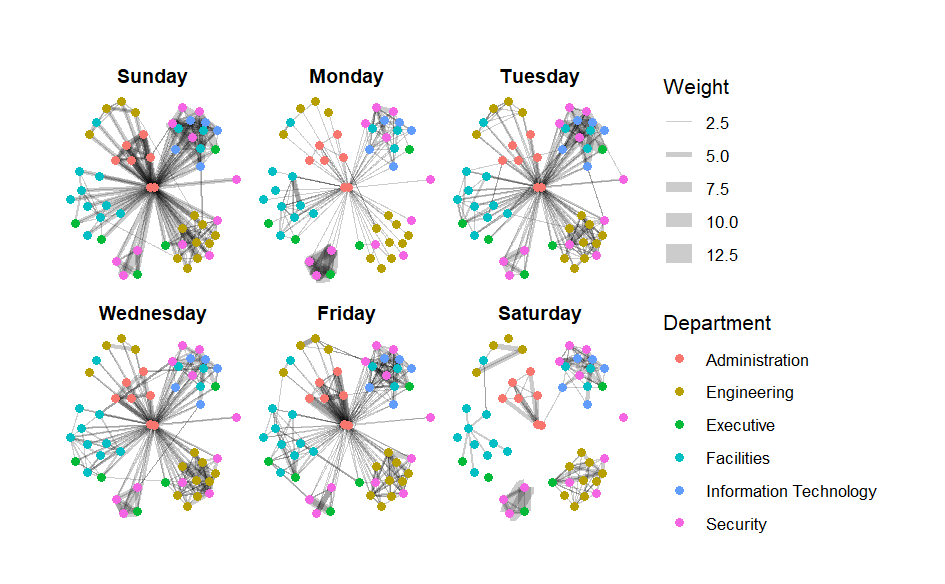 Sunday
Monday
Tuesday
Wednesday
Friday
Saturday
Weight
2.5
5.0
7.5
10.0
12.5
Department
Administration
Engineering
Executive
Facilities
Information Technology
Security